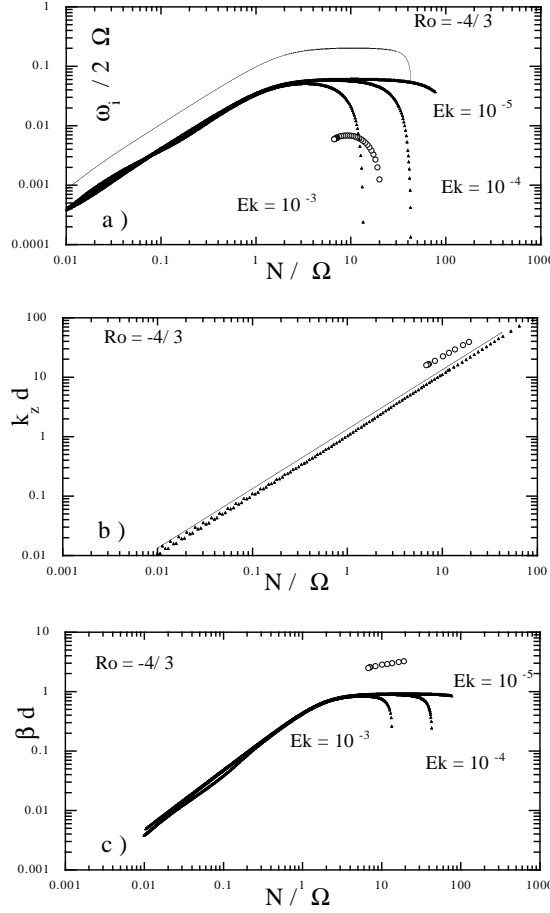 Ro = -4/3
1
0.1
0.01
0.001
0.0001
ω_i / 2 Ω
Ek = 10^-5
Ek = 10^-4
Ek = 10^-3
a )
0.01 0.1 1 10 100 1000
N / Ω
Ro = -4/3
100
10
1
0.1
0.01
k_z d
b )
0.001 0.01 0.1 1 10 100 1000
N / Ω
Ro = -4/3
10
1
0.1
0.01
0.001
β d
Ek = 10^-5
Ek = 10^-3
Ek = 10^-4
c )
0.001 0.01 0.1 1 10 100 1000
N / Ω